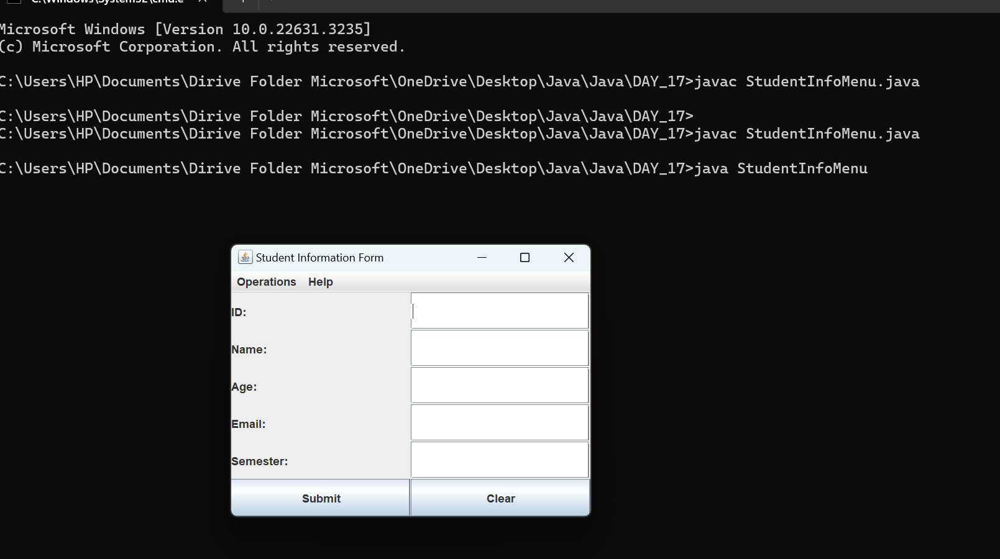 C:\Windows\System32\cmd.e
Microsoft Windows [Version 10.0.22631.3235]
(c) Microsoft Corporation. All rights reserved.
C:\Users\HP\Documents\Dirive Folder Microsoft\OneDrive\Desktop\Java\Java\DAY_17>javac StudentInfoMenu.java
C:\Users\HP\Documents\Dirive Folder Microsoft\OneDrive\Desktop\Java\Java\DAY_17>
C:\Users\HP\Documents\Dirive Folder Microsoft\OneDrive\Desktop\Java\Java\DAY_17>javac StudentInfoMenu.java
C:\Users\HP\Documents\Dirive Folder Microsoft\OneDrive\Desktop\Java\Java\DAY_17>java StudentInfoMenu
Student Information Form
Operations Help
ID:
Name:
Age:
Email:
Semester:
Submit Clear